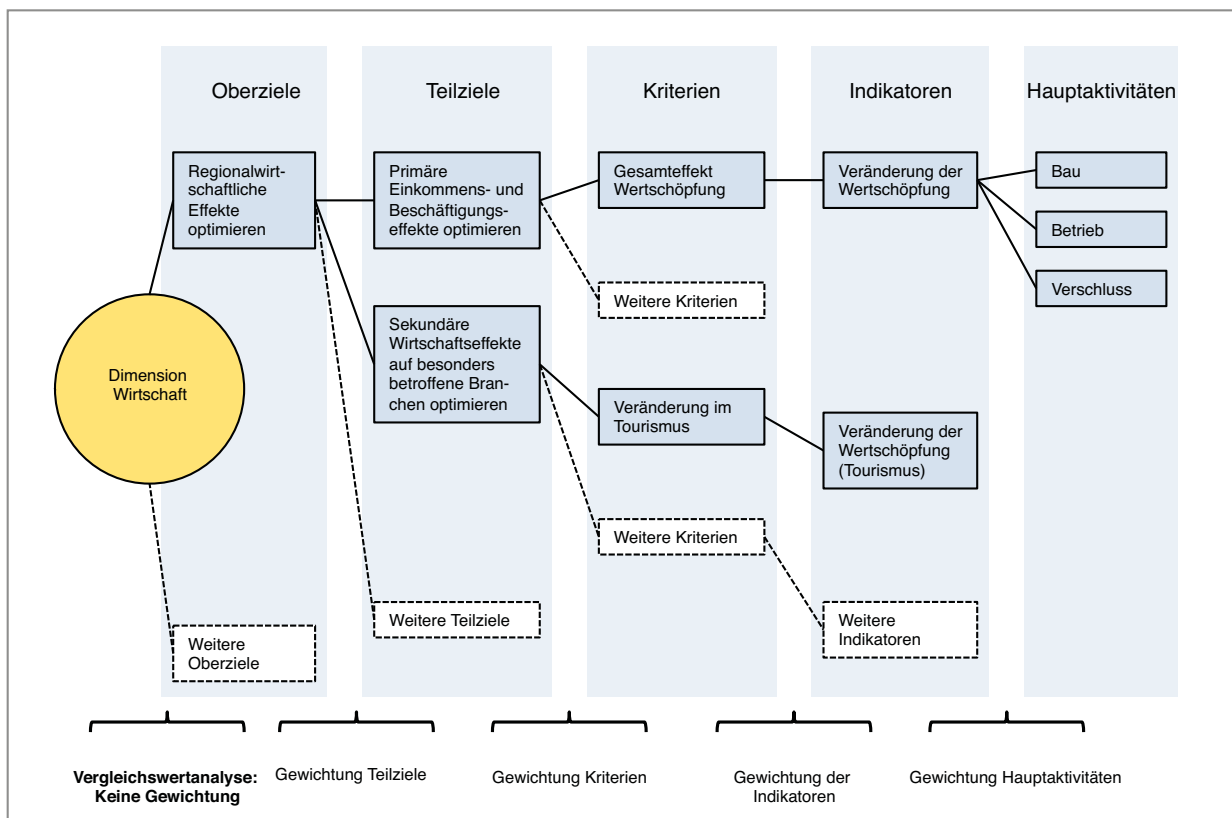 Oberziele
Teilziele
Kriterien
Indikatoren
Hauptaktivitäten
Regionalwirt-
schaftliche
Effekte
optimieren
Primäre
Einkommens- und
Beschäftigungs-
effekte optimieren
Gesamteffekt
Wertschöpfung
Veränderung der
Wertschöpfung
Bau
Betrieb
Verschluss
Weitere Kriterien
Sekundäre
Wirtschaftseffekte
auf besonders
betroffene Bran-
chen optimieren
Dimension
Wirtschaft
Veränderung im
Tourismus
Veränderung der
Wertschöpfung
(Tourismus)
Weitere Kriterien
Weitere
Oberziele
Weitere Teilziele
Weitere
Indikatoren
Vergleichswertanalyse:
Keine Gewichtung
Gewichtung Teilziele
Gewichtung Kriterien
Gewichtung der
Indikatoren
Gewichtung Hauptaktivitäten